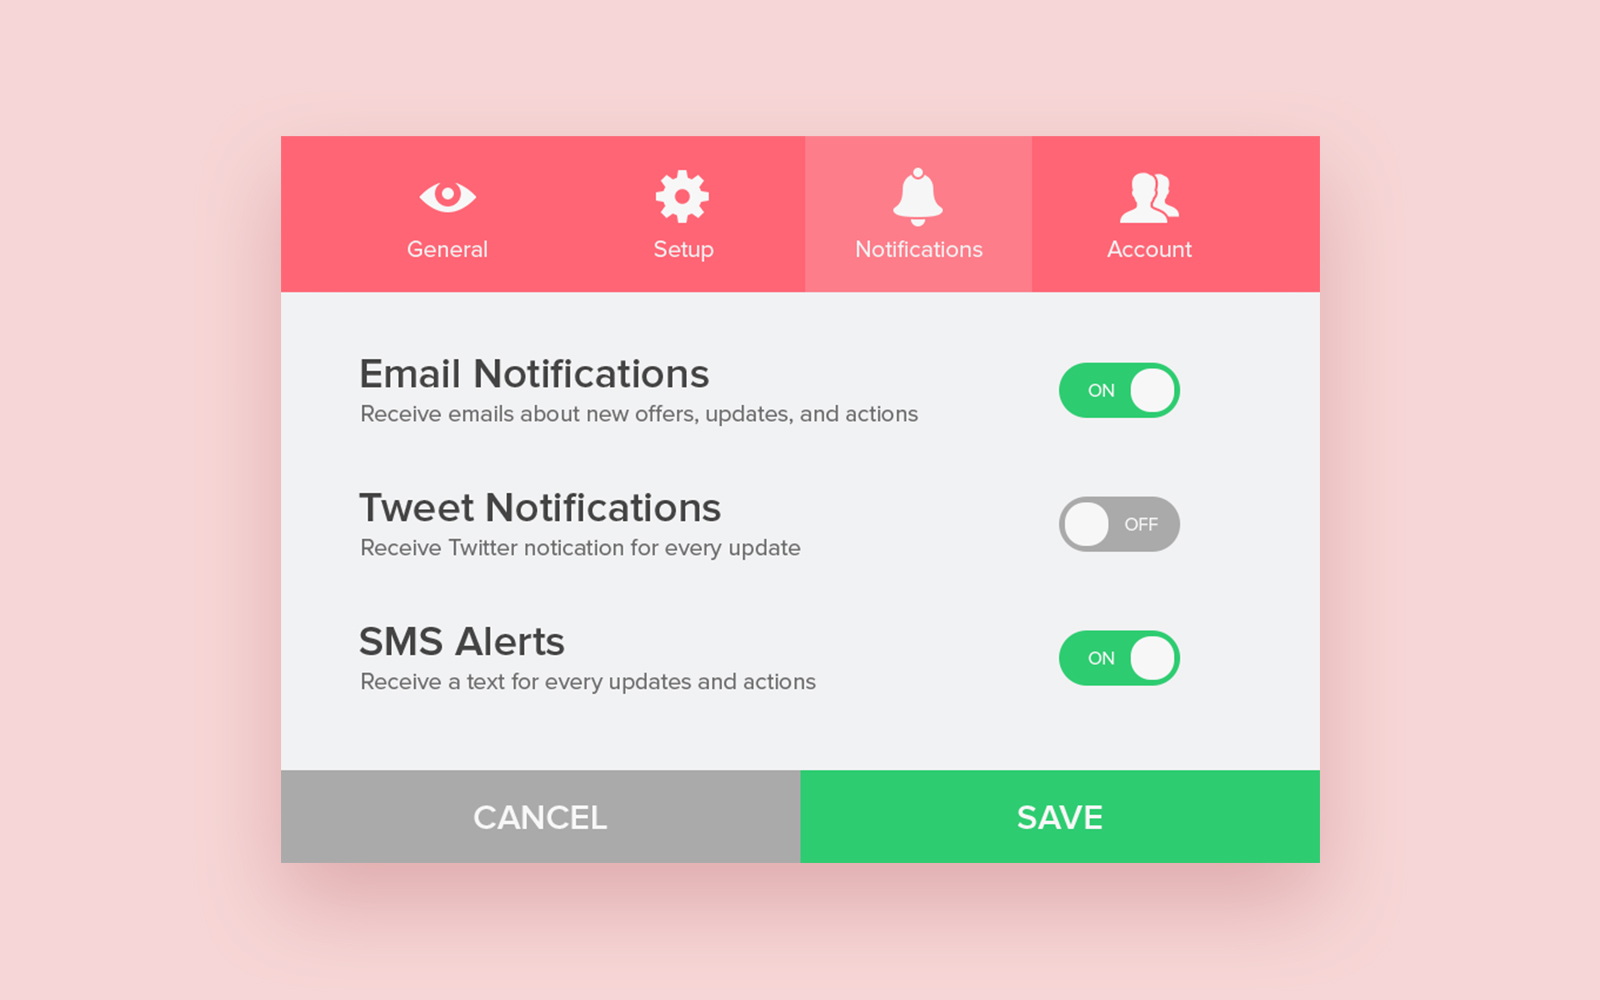 General Setup Notifications Account
Email Notifications
ON
Receive emails about new offers, updates, and actions
Tweet Notifications
OFF
Receive Twitter notication for every update
SMS Alerts
ON
Receive a text for every updates and actions
CANCEL SAVE